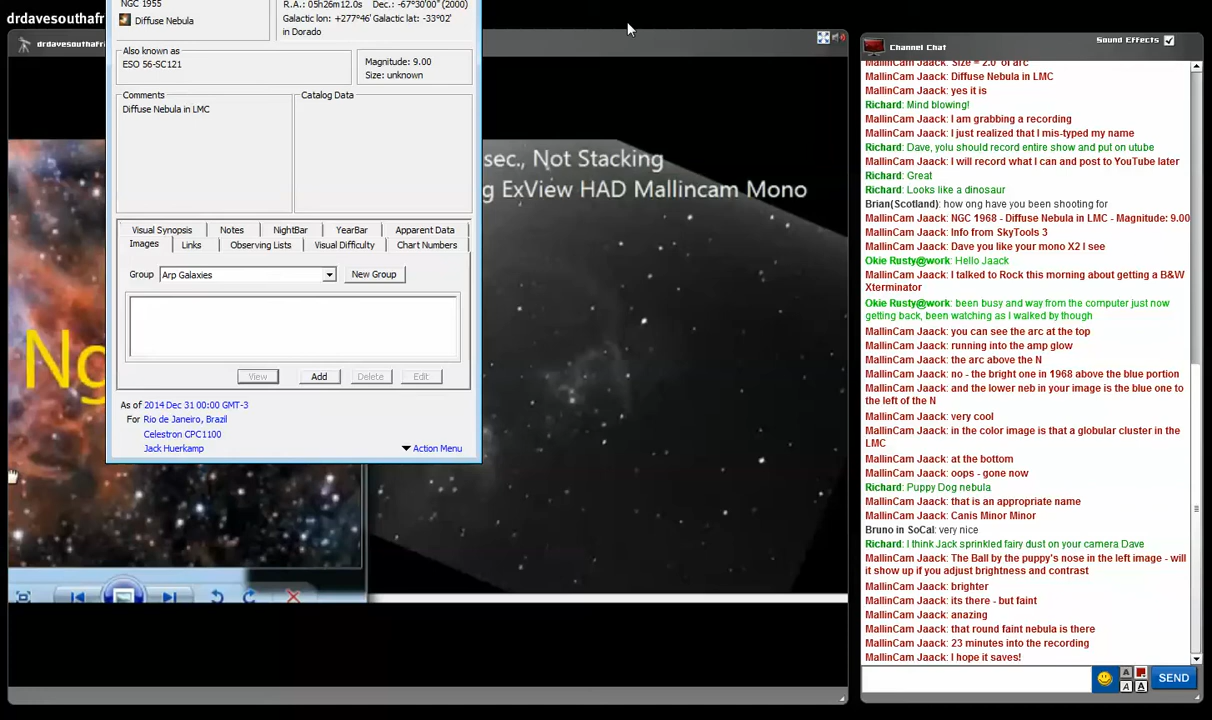 drdavesouthafr
NGC 1955
Diffuse Nebula
R.A.: 05h26m12.0s Dec.: -67°30'00" (2000)
Galactic lon: +277°46' Galactic lat: -33°02'
in Dorado
drdavesouthafr
Also known as
ESO 56-SC121
Magnitude: 9.00
Size: unknown
Comments
Diffuse Nebula in LMC
Catalog Data
Visual Synopsis Notes NightBar YearBar Apparent Data
Images Links Observing Lists Visual Difficulty Chart Numbers
Group Arp Galaxies New Group
View Add Delete Edit
As of 2014 Dec 31 00:00 GMT-3
For Rio de Janeiro, Brazil
Celestron CPC1100
Jack Huerkamp
Action Menu
sec., Not Stacking
g ExView HAD Mallincam Mono
Ng
Channel Chat
Sound Effects
MallinCam Jaack: Size = 2.0' of arc
MallinCam Jaack: Diffuse Nebula in LMC
MallinCam Jaack: yes it is
Richard: Mind blowing!
MallinCam Jaack: I am grabbing a recording
MallinCam Jaack: I just realized that I mis-typed my name
Richard: Dave, yolu should record entire show and put on utube
MallinCam Jaack: I will record what I can and post to YouTube later
Richard: Great
Richard: Looks like a dinosaur
Brian(Scotland): how ong have you been shooting for
MallinCam Jaack: NGC 1968 - Diffuse Nebula in LMC - Magnitude: 9.00
MallinCam Jaack: Info from SkyTools 3
MallinCam Jaack: Dave you like your mono X2 I see
Okie Rusty@work: Hello Jaack
MallinCam Jaack: I talked to Rock this morning about getting a B&W
Xterminator
Okie Rusty@work: been busy and way from the computer just now
getting back, been watching as I walked by though
MallinCam Jaack: you can see the arc at the top
MallinCam Jaack: running into the amp glow
MallinCam Jaack: the arc above the N
MallinCam Jaack: no - the bright one in 1968 above the blue portion
MallinCam Jaack: and the lower neb in your image is the blue one to
the left of the N
MallinCam Jaack: very cool
MallinCam Jaack: in the color image is that a globular cluster in the
LMC
MallinCam Jaack: at the bottom
MallinCam Jaack: oops - gone now
Richard: Puppy Dog nebula
MallinCam Jaack: that is an appropriate name
MallinCam Jaack: Canis Minor Minor
Bruno in SoCal: very nice
Richard: I think Jack sprinkled fairy dust on your camera Dave
MallinCam Jaack: The Ball by the puppy's nose in the left image - will
it show up if you adjust brightness and contrast
MallinCam Jaack: brighter
MallinCam Jaack: its there - but faint
MallinCam Jaack: anazing
MallinCam Jaack: that round faint nebula is there
MallinCam Jaack: 23 minutes into the recording
MallinCam Jaack: I hope it saves!
A
A A
SEND